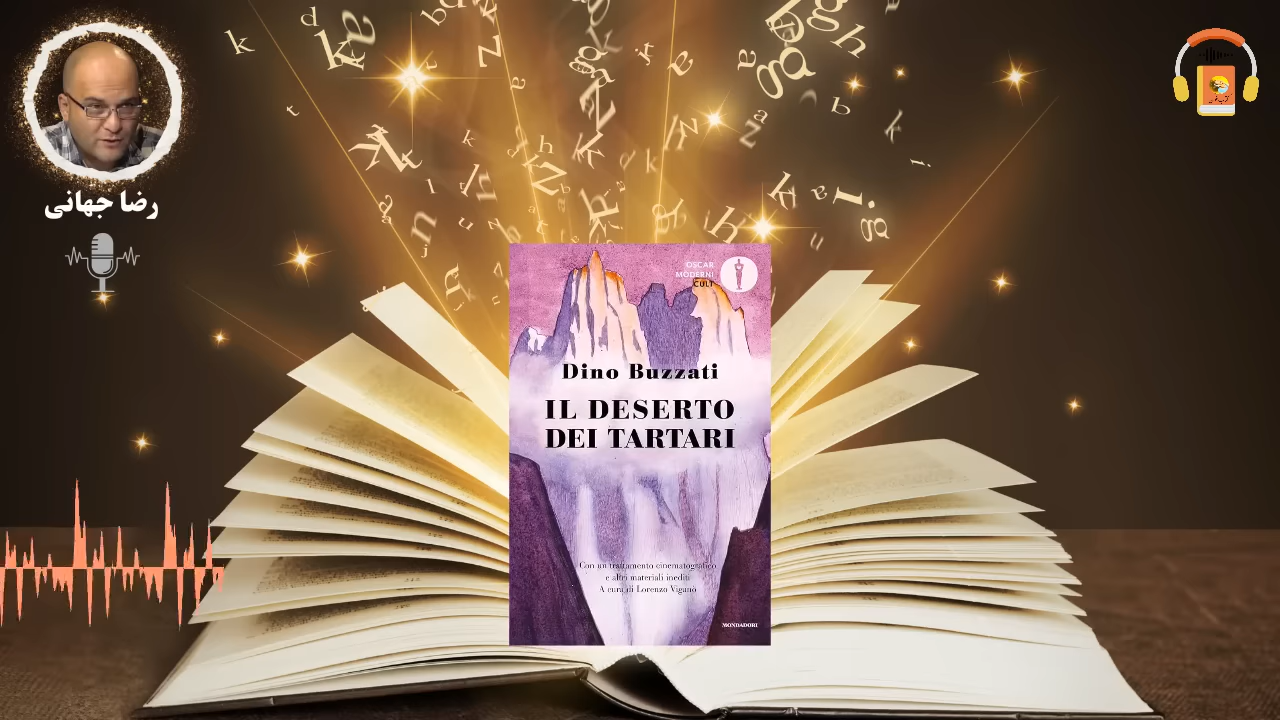 رضا جهانی
OSCAR
MODERNI
CULT
Dino Buzzati
IL DESERTO
DEI TARTARI
Con un trattamento cinematografico
e altri materiali inediti
A cura di Lorenzo Viganò
MONDADORI